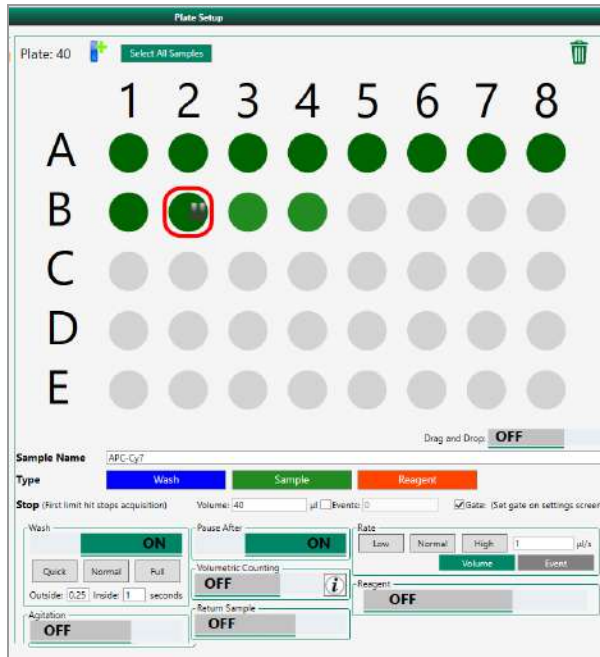 Plate Setup
Plate: 40 Select All Samples
1 2 3 4 5 6 7 8
A
B
C
D
E
Drag and Drop: OFF
Sample Name APC-Cy7
Type Wash Sample Reagent
Stop (First limit hit stops acquisition) Volume: 40 µl Events: 0 Gate: (Set gate on settings screen
Wash Pause After Rate
ON ON Low Normal High 1 µl/s
Volume Event
Quick Normal Full Volumetric Counting
OFF i Reagent
OFF
Outside: 0.25 Inside: 1 seconds
Agitation Return Sample
OFF OFF